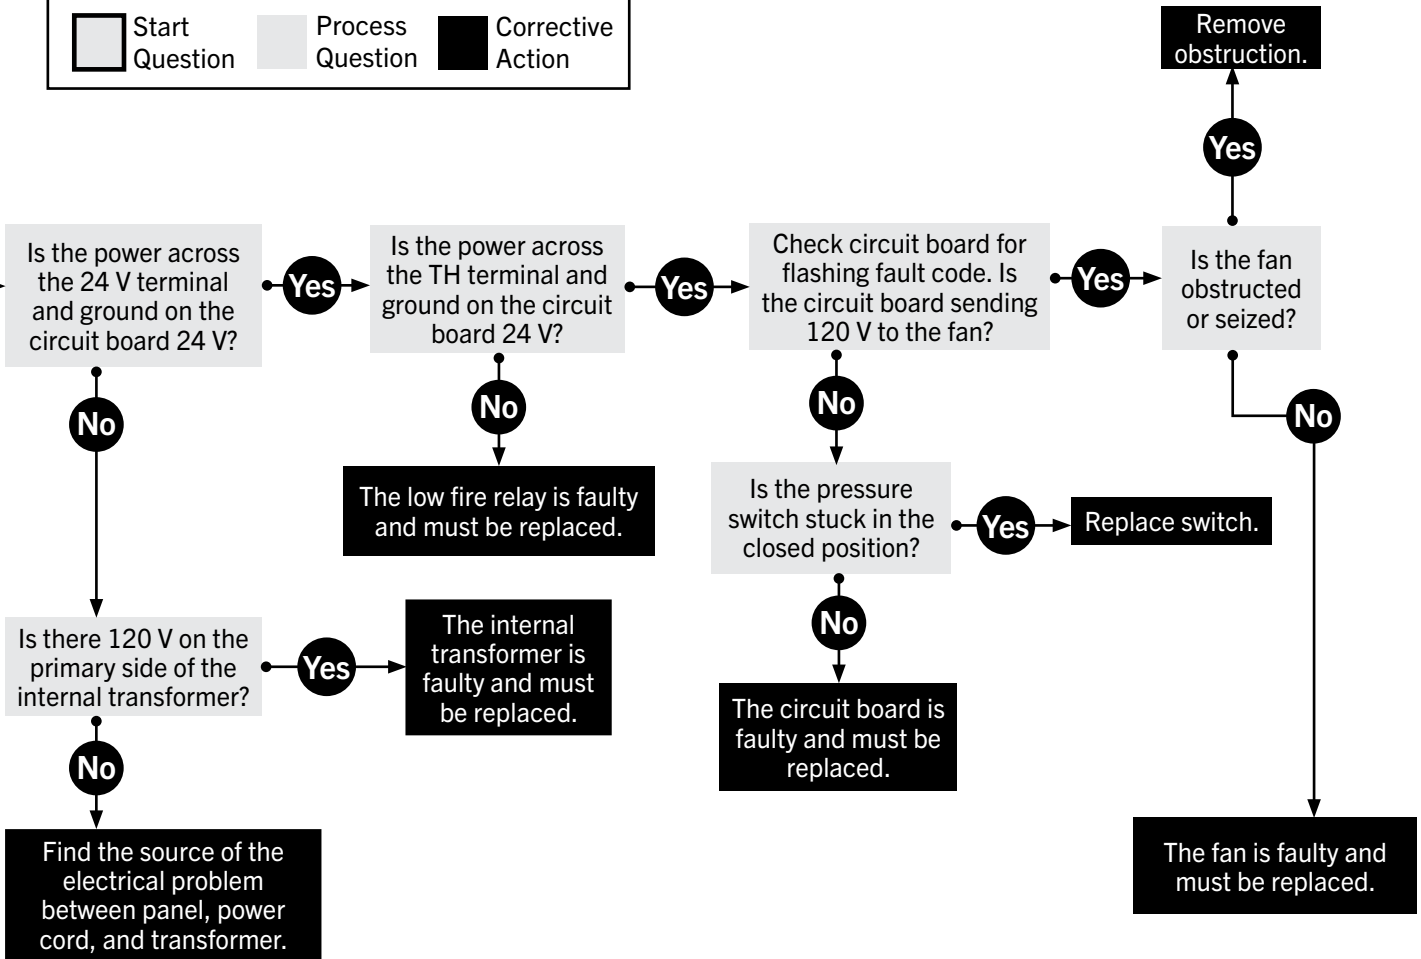 Start
Question
Process
Question
Corrective
Action
Remove
obstruction.
Yes
Is the power across
the 24 V terminal
and ground on the
circuit board 24 V?
Yes
Is the power across
the TH terminal and
ground on the circuit
board 24 V?
Yes
Check circuit board for
flashing fault code. Is
the circuit board sending
120 V to the fan?
Yes
Is the fan
obstructed
or seized?
No
No
No
No
The low fire relay is faulty
and must be replaced.
Is the pressure
switch stuck in the
closed position?
Yes
Replace switch.
No
Is there 120 V on the
primary side of the
internal transformer?
Yes
The internal
transformer is
faulty and must
be replaced.
The circuit board is
faulty and must be
replaced.
No
Find the source of the
electrical problem
between panel, power
cord, and transformer.
The fan is faulty and
must be replaced.